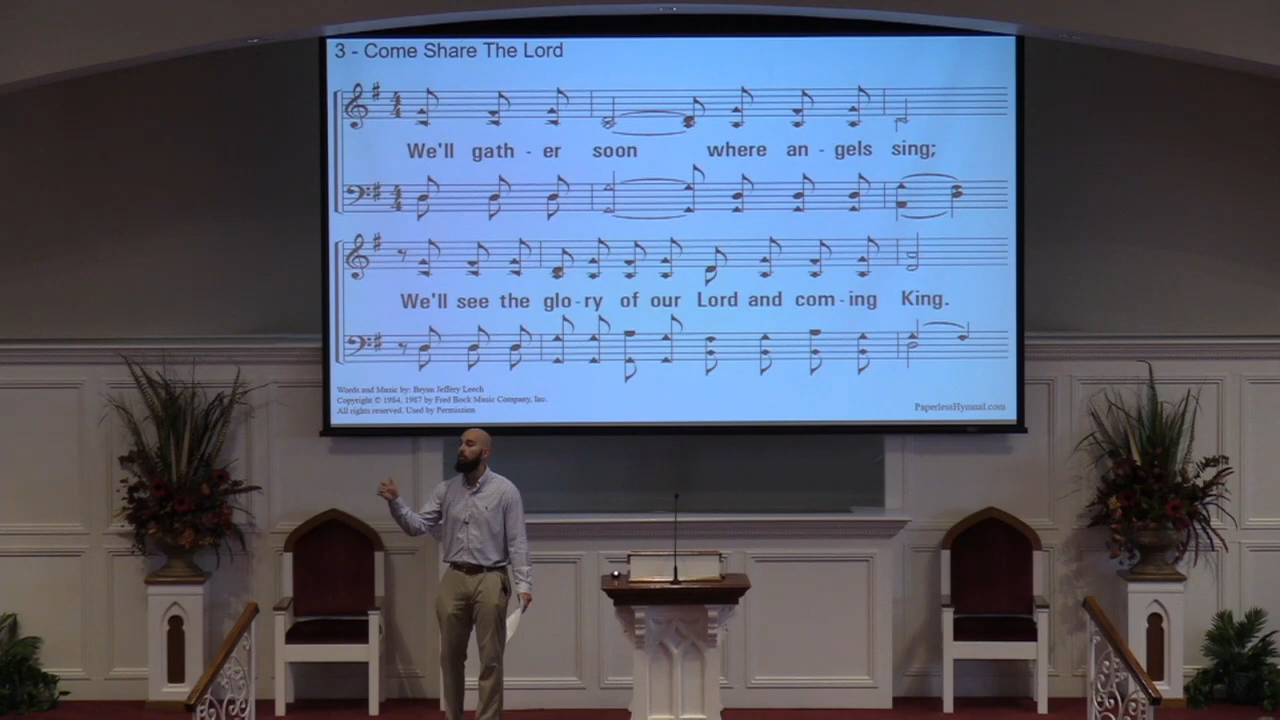 3 - Come Share The Lord
We'll gath - er soon where an - gels sing;
We'll see the glo - ry of our Lord and com - ing King.
Words and Music by: Bryan Jeffery Leech
Copyright © 1984, 1987 by Fred Bock Music Company, Inc.
All rights reserved. Used by Permission
PaperlessHymnal.com